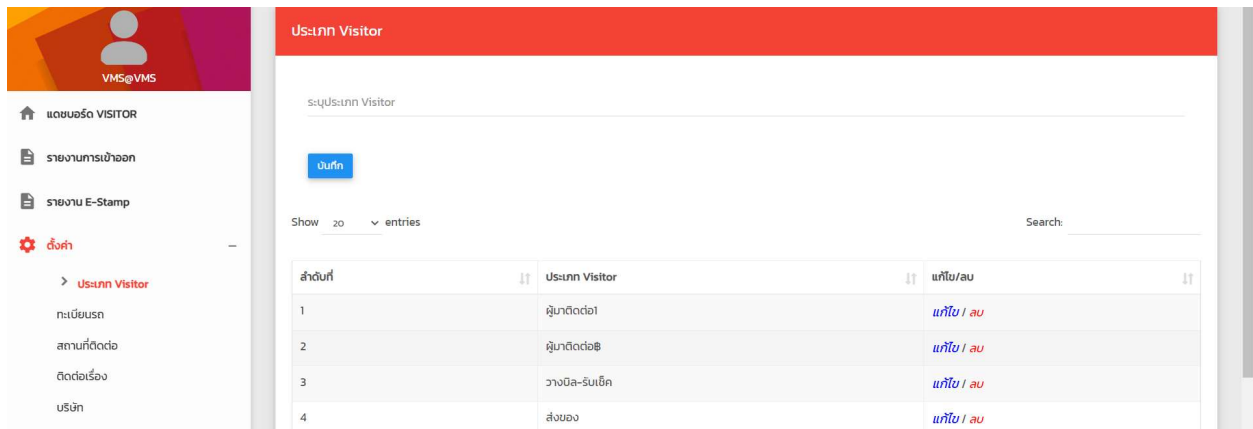 VMS@VMS
แดชบอร์ด VISITOR
รายงานการเข้าออก
รายงาน E-Stamp
ตั้งค่า
ประเภท Visitor
ทะเบียนรถ
สถานที่ติดต่อ
ติดต่อเรื่อง
บริษัท
ประเภท Visitor
ระบุประเภท Visitor
บันทึก
Show 20 entries Search:
ลำดับที่ ประเภท Visitor แก้ไข/ลบ
1 ผู้มาติดต่อ1 แก้ไข / ลบ
2 ผู้มาติดต่อ฿ แก้ไข / ลบ
3 วางบิล-รับเช็ค แก้ไข / ลบ
4 ส่งของ แก้ไข / ลบ